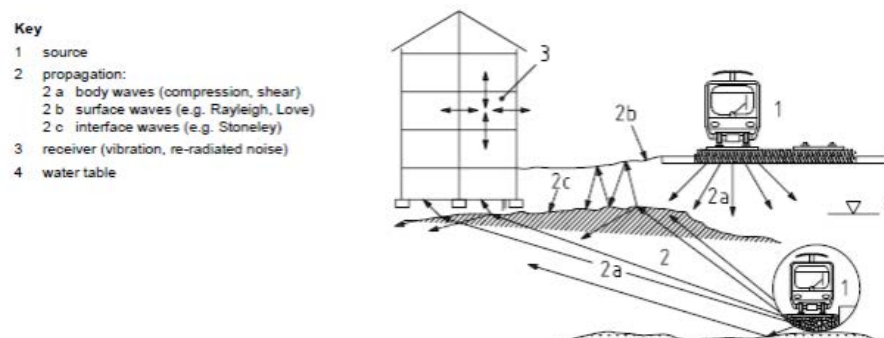 Key
1 source
2 propagation:
2 a body waves (compression, shear)
2 b surface waves (e.g. Rayleigh, Love)
2 c interface waves (e.g. Stoneley)
3 receiver (vibration, re-radiated noise)
4 water table
3
2b
1
2c
2a
2
2a
1